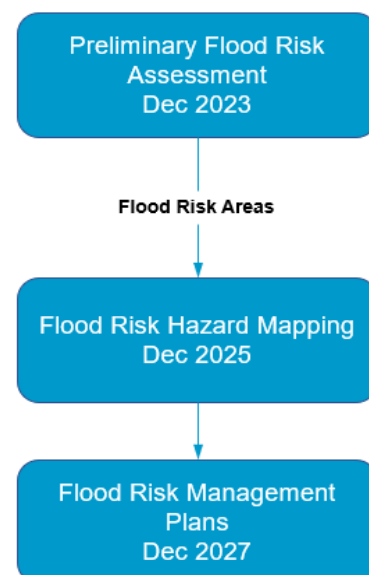 Preliminary Flood Risk
Assessment
Dec 2023
Flood Risk Areas
Flood Risk Hazard Mapping
Dec 2025
Flood Risk Management
Plans
Dec 2027